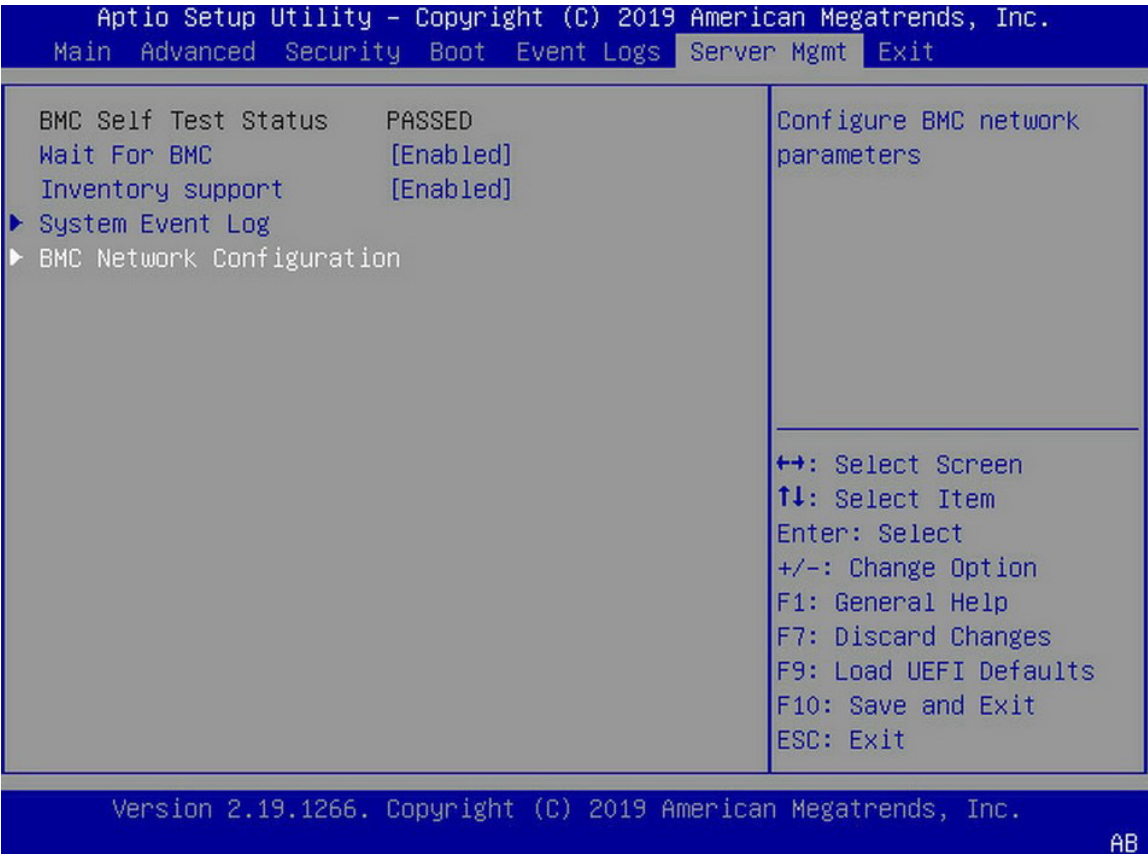 Aptio Setup Utility – Copyright (C) 2019 American Megatrends, Inc.
Main Advanced Security Boot Event Logs Server Mgmt Exit
BMC Self Test Status PASSED
Wait For BMC [Enabled]
Inventory support [Enabled]
▶ System Event Log
▶ BMC Network Configuration
Configure BMC network
parameters
↔: Select Screen
↑↓: Select Item
Enter: Select
+/-: Change Option
F1: General Help
F7: Discard Changes
F9: Load UEFI Defaults
F10: Save and Exit
ESC: Exit
Version 2.19.1266. Copyright (C) 2019 American Megatrends, Inc.
AB